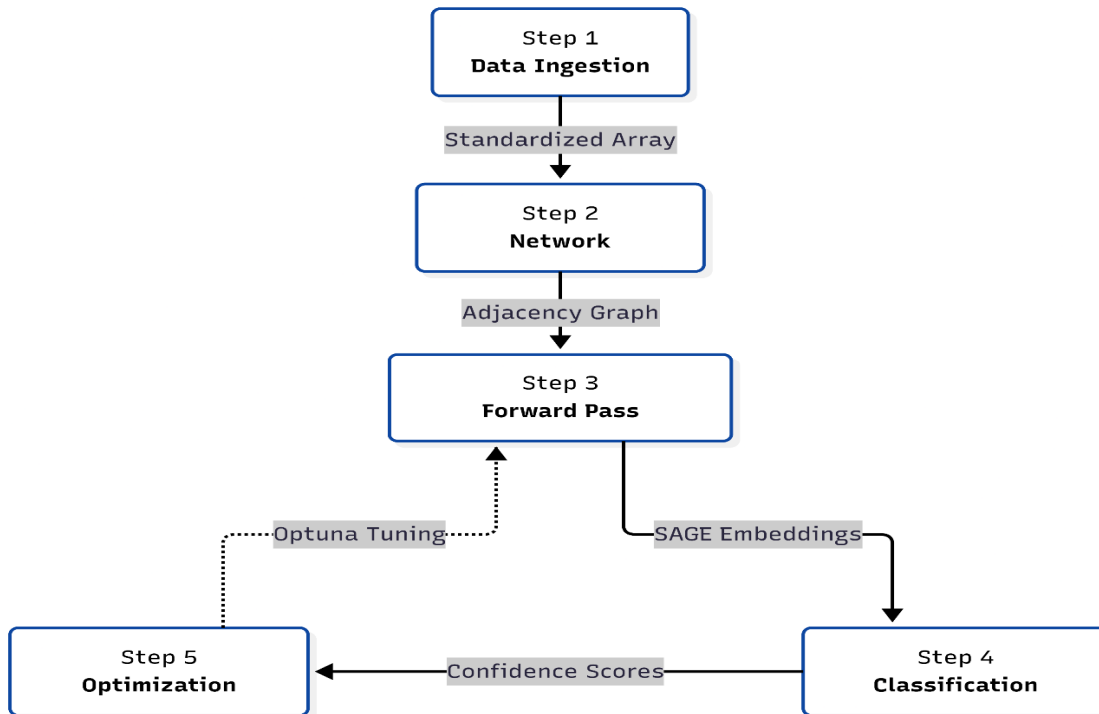 Step 1
Data Ingestion
Standardized Array
Step 2
Network
Adjacency Graph
Step 3
Forward Pass
Optuna Tuning
SAGE Embeddings
Step 5
Optimization
Confidence Scores
Step 4
Classification